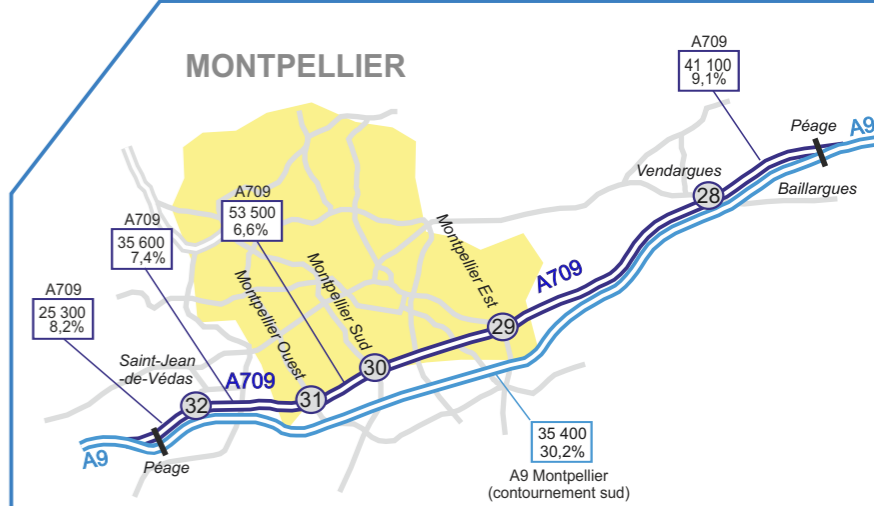 MONTPELLIER
A709
41 100
9,1%
Péage
A9
Vendargues
28
Baillargues
A709
53 500
6,6%
A709
35 600
7,4%
A709
25 300
8,2%
Montpellier Est
Montpellier Sud
Montpellier Ouest
A709
29
30
Saint-Jean
-de-Védas
A709
31
32
A9
Péage
35 400
30,2%
A9 Montpellier
(contournement sud)